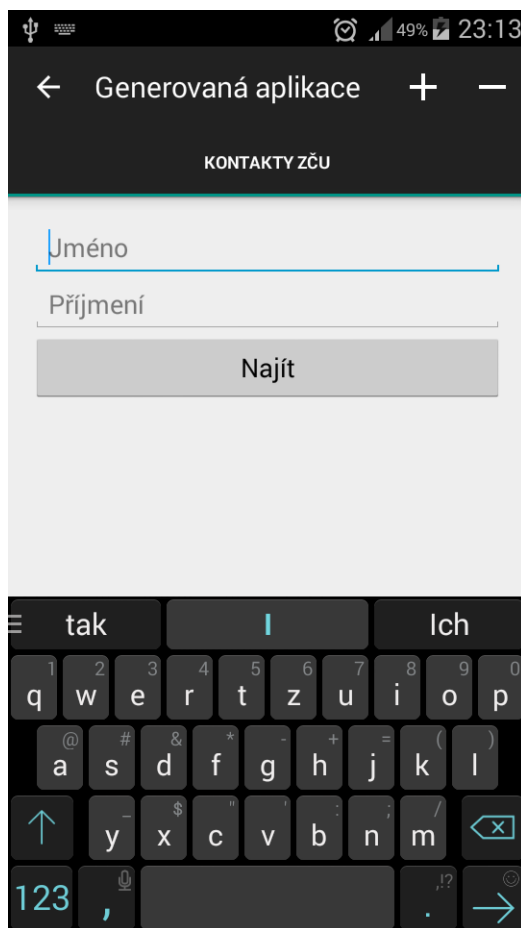 49% 23:13
Generovaná aplikace + −
KONTAKTY ZČU
Jméno
Příjmení
Najít
tak I Ich
1 2 3 4 5 6 7 8 9 0
q w e r t z u i o p
@ # & * - + = ( )
a s d f g h j k l
_ $ " ' : ; /
y x c v b n m
,!?
123 , .